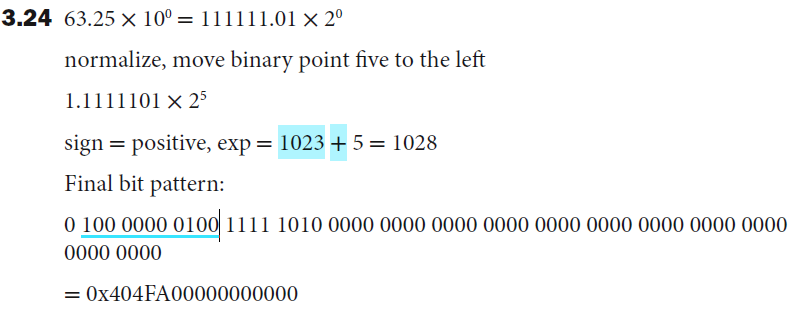 3.24 63.25 × 10⁰ = 111111.01 × 2⁰
normalize, move binary point five to the left
1.1111101 × 2⁵
sign = positive, exp = 1023 + 5 = 1028
Final bit pattern:
0 100 0000 0100 1111 1010 0000 0000 0000 0000 0000 0000 0000 0000 0000
0000 0000
= 0x404FA00000000000